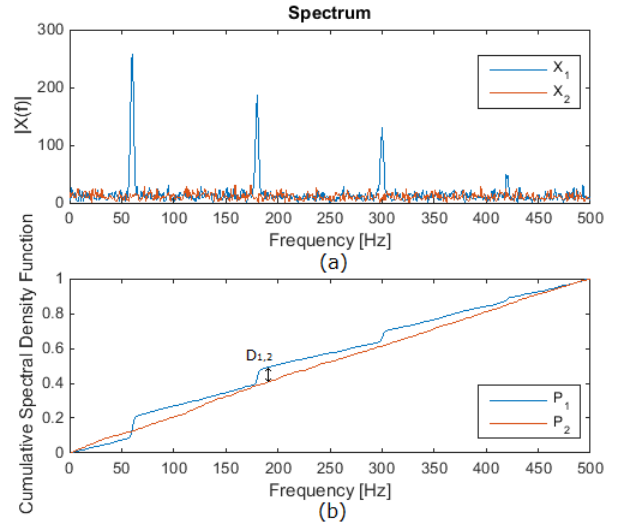 Spectrum
|X(f)|
300
200
100
0
X1
X2
0 50 100 150 200 250 300 350 400 450 500
Frequency [Hz]
(a)
Cumulative Spectral Density Function
1
0.8
0.6
0.4
0.2
0
D1,2
P1
P2
0 50 100 150 200 250 300 350 400 450 500
Frequency [Hz]
(b)